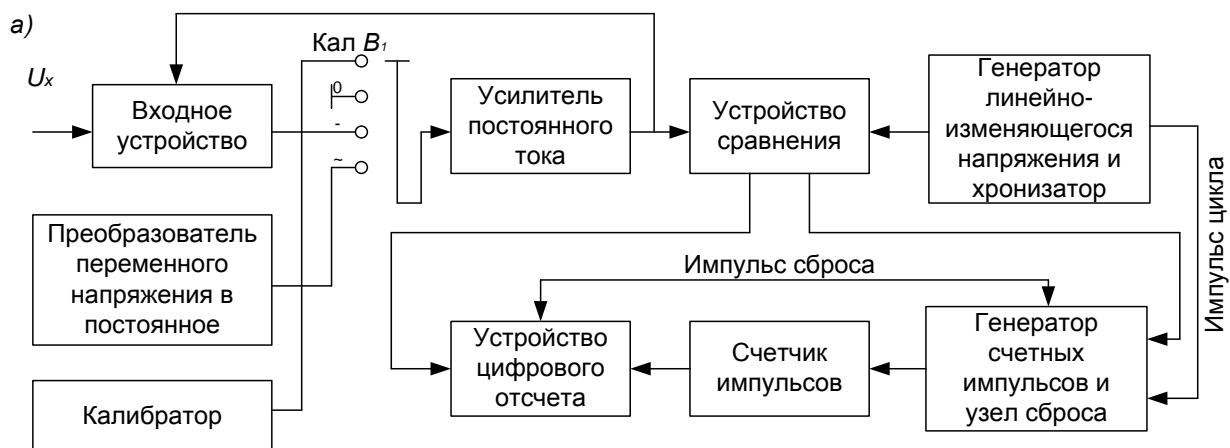 а)
Кал В₁
Uₓ
Входное
устройство
0
-
~
Усилитель
постоянного
тока
Устройство
сравнения
Генератор
линейно-
изменяющегося
напряжения и
хронизатор
Импульс цикла
Преобразователь
переменного
напряжения в
постоянное
Импульс сброса
Устройство
цифрового
отсчета
Счетчик
импульсов
Генератор
счетных
импульсов и
узел сброса
Калибратор